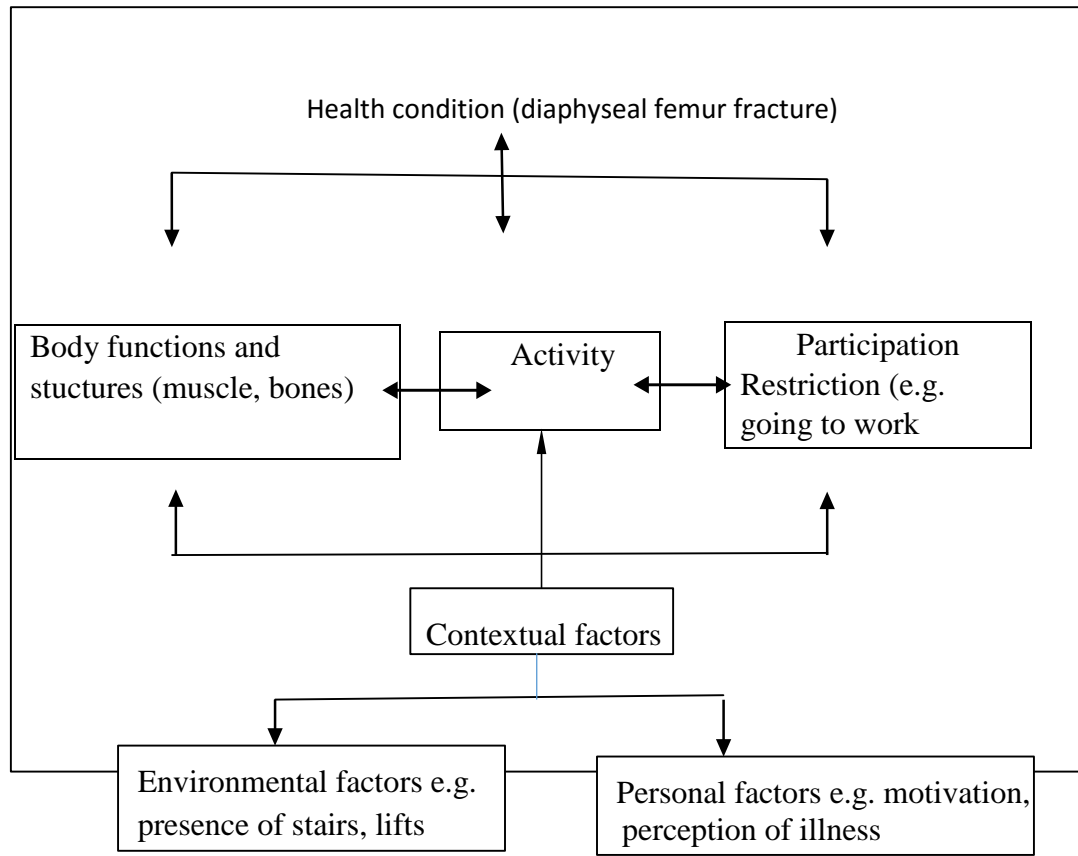 Health condition (diaphyseal femur fracture)
Body functions and
stuctures (muscle, bones)
Activity
Participation
Restriction (e.g.
going to work
Contextual factors
Environmental factors e.g.
presence of stairs, lifts
Personal factors e.g. motivation,
perception of illness